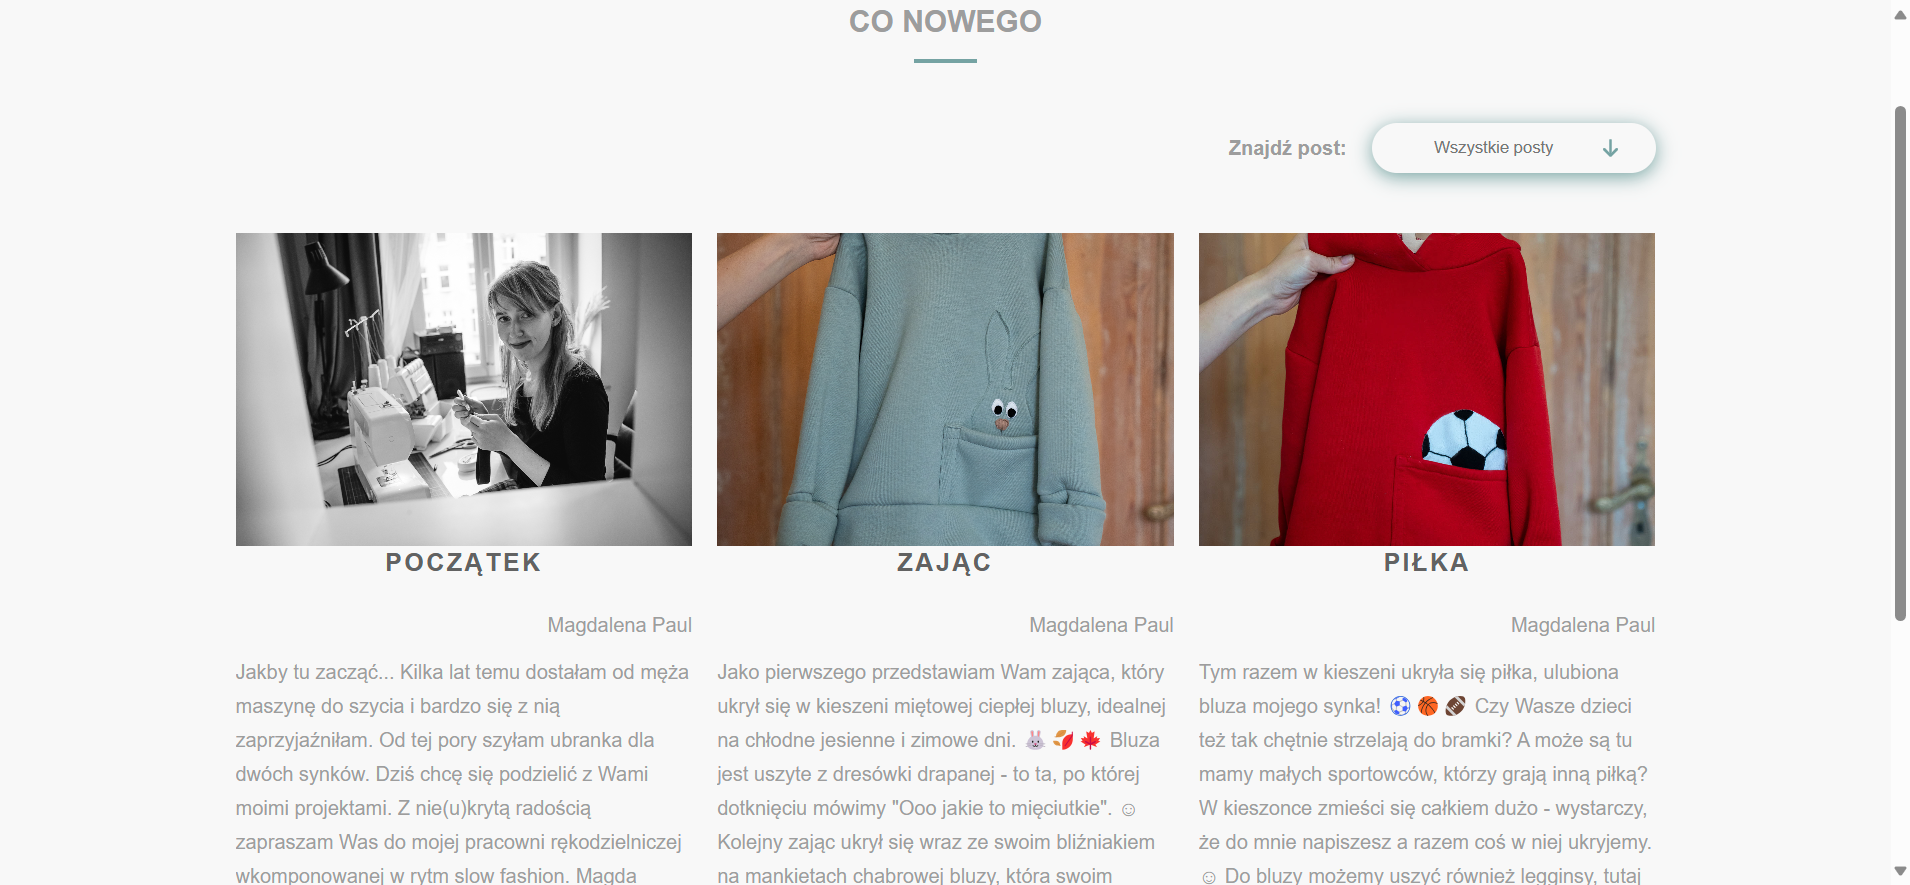 CO NOWEGO
Znajdź post:
Wszystkie posty
POCZĄTEK
Magdalena Paul
Jakby tu zacząć... Kilka lat temu dostałam od męża
maszynę do szycia i bardzo się z nią
zaprzyjaźniłam. Od tej pory szyłam ubranka dla
dwóch synków. Dziś chcę się podzielić z Wami
moimi projektami. Z nie(u)krytą radością
zapraszam Was do mojej pracowni rękodzielniczej
wkomponowanej w rytm slow fashion. Magda
ZAJĄC
Magdalena Paul
Jako pierwszego przedstawiam Wam zająca, który
ukrył się w kieszeni miętowej ciepłej bluzy, idealnej
na chłodne jesienne i zimowe dni. 🐰 🍂 🍁 Bluza
jest uszyte z dresówki drapanej - to ta, po której
dotknięciu mówimy "Ooo jakie to mięciutkie". ☺
Kolejny zając ukrył się wraz ze swoim bliźniakiem
na mankietach chabrowej bluzy, która swoim
PIŁKA
Magdalena Paul
Tym razem w kieszeni ukryła się piłka, ulubiona
bluza mojego synka! ⚽ 🏀 🏈 Czy Wasze dzieci
też tak chętnie strzelają do bramki? A może są tu
mamy małych sportowców, którzy grają inną piłką?
W kieszonce zmieści się całkiem dużo - wystarczy,
że do mnie napiszesz a razem coś w niej ukryjemy.
☺ Do bluzy możemy uszyć również legginsy, tutaj